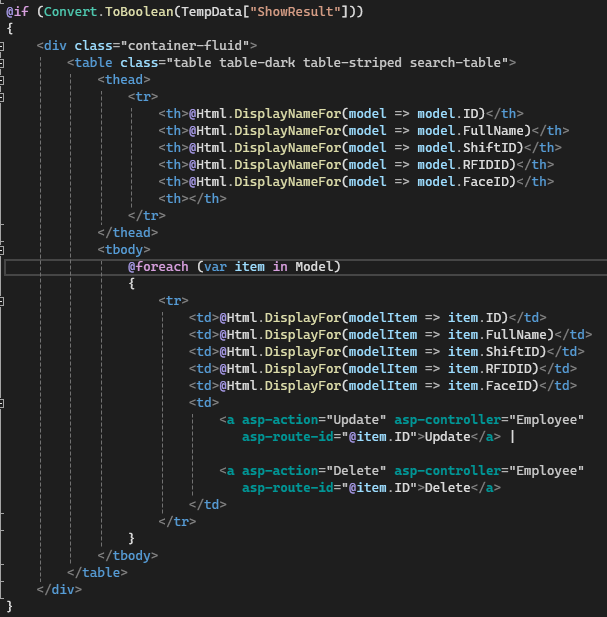 @if (Convert.ToBoolean(TempData["ShowResult"]))
{
    <div class="container-fluid">
        <table class="table table-dark table-striped search-table">
            <thead>
                <tr>
                    <th>@Html.DisplayNameFor(model => model.ID)</th>
                    <th>@Html.DisplayNameFor(model => model.FullName)</th>
                    <th>@Html.DisplayNameFor(model => model.ShiftID)</th>
                    <th>@Html.DisplayNameFor(model => model.RFIDID)</th>
                    <th>@Html.DisplayNameFor(model => model.FaceID)</th>
                    <th></th>
                </tr>
            </thead>
            <tbody>
                @foreach (var item in Model)
                {
                    <tr>
                        <td>@Html.DisplayFor(modelItem => item.ID)</td>
                        <td>@Html.DisplayFor(modelItem => item.FullName)</td>
                        <td>@Html.DisplayFor(modelItem => item.ShiftID)</td>
                        <td>@Html.DisplayFor(modelItem => item.RFIDID)</td>
                        <td>@Html.DisplayFor(modelItem => item.FaceID)</td>
                        <td>
                            <a asp-action="Update" asp-controller="Employee"
                               asp-route-id="@item.ID">Update</a> |
                            <a asp-action="Delete" asp-controller="Employee"
                               asp-route-id="@item.ID">Delete</a>
                        </td>
                    </tr>
                }
            </tbody>
        </table>
    </div>
}